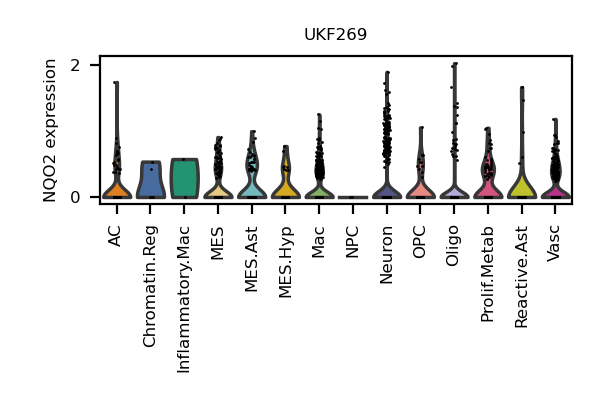 UKF269
NQO2 expression
2
0
AC
Chromatin.Reg
Inflammatory.Mac
MES
MES.Ast
MES.Hyp
Mac
NPC
Neuron
OPC
Oligo
Prolif.Metab
Reactive.Ast
Vasc